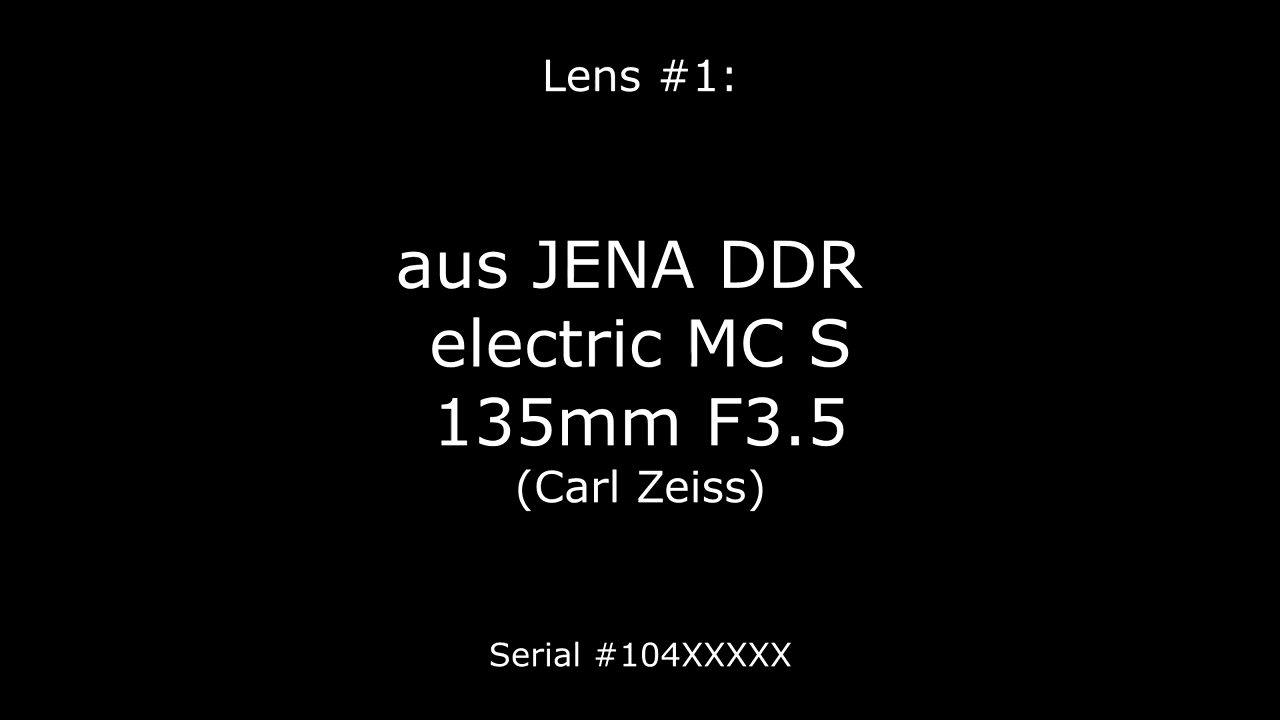 Lens #1:
aus JENA DDR
electric MC S
135mm F3.5
(Carl Zeiss)
Serial #104XXXXX